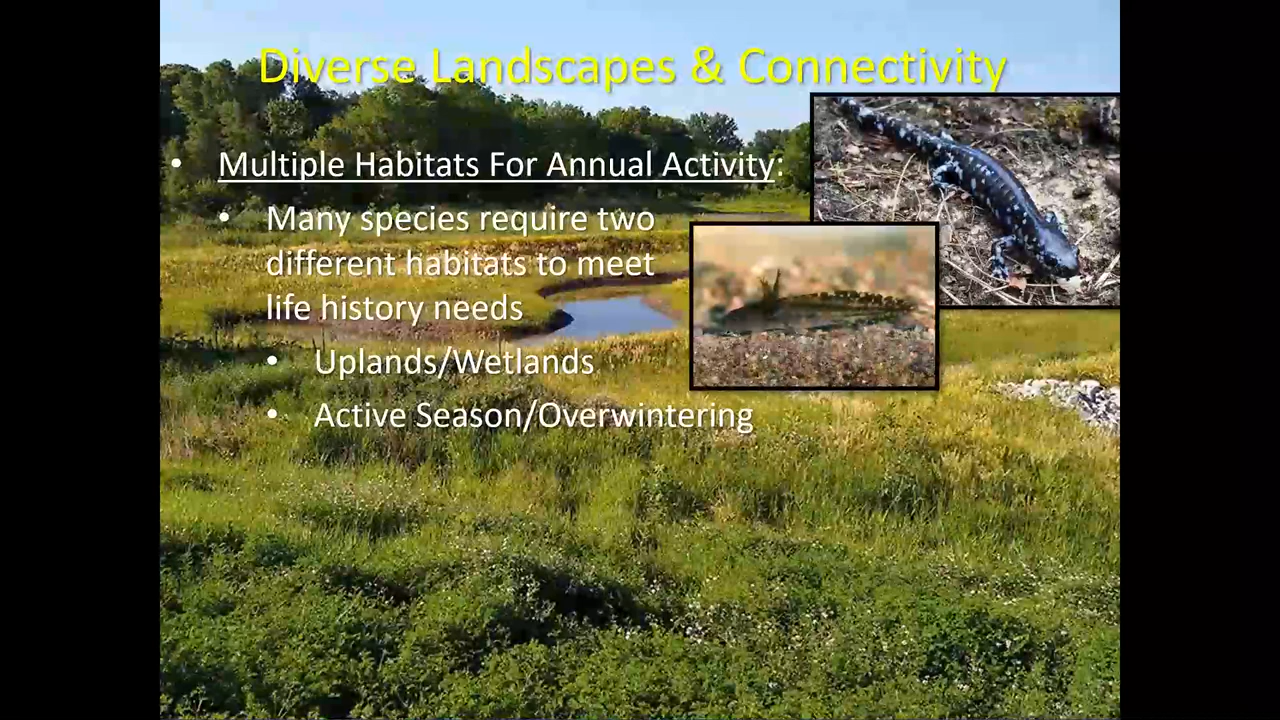 Diverse Landscapes & Connectivity
• Multiple Habitats For Annual Activity:
• Many species require two
different habitats to meet
life history needs
• Uplands/Wetlands
• Active Season/Overwintering